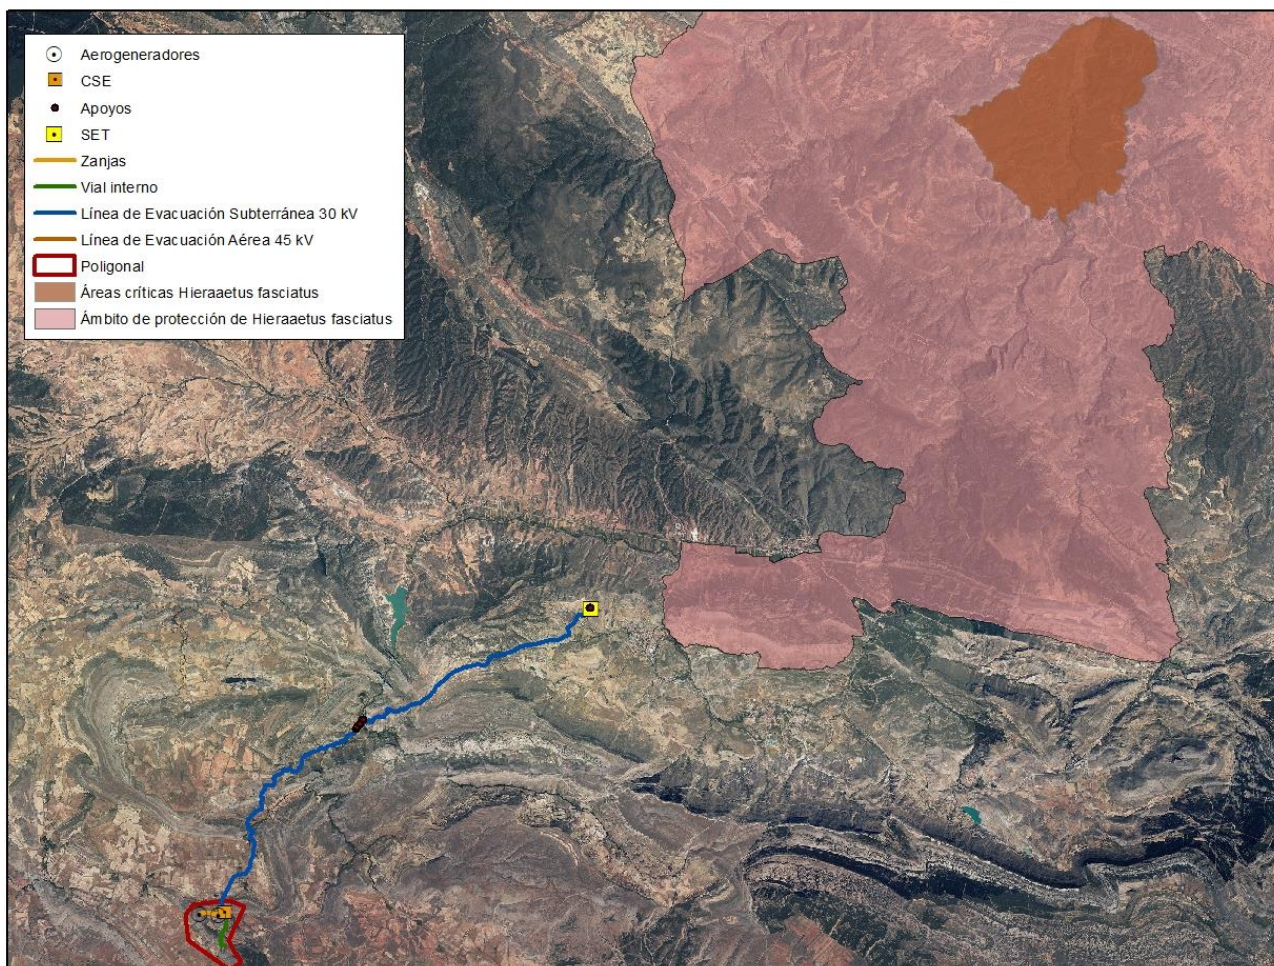 Aerogeneradores
CSE
Apoyos
SET
Zanjas
Vial interno
Línea de Evacuación Subterránea 30 kV
Línea de Evacuación Aérea 45 kV
Poligonal
Áreas críticas Hieraaetus fasciatus
Ámbito de protección de Hieraaetus fasciatus